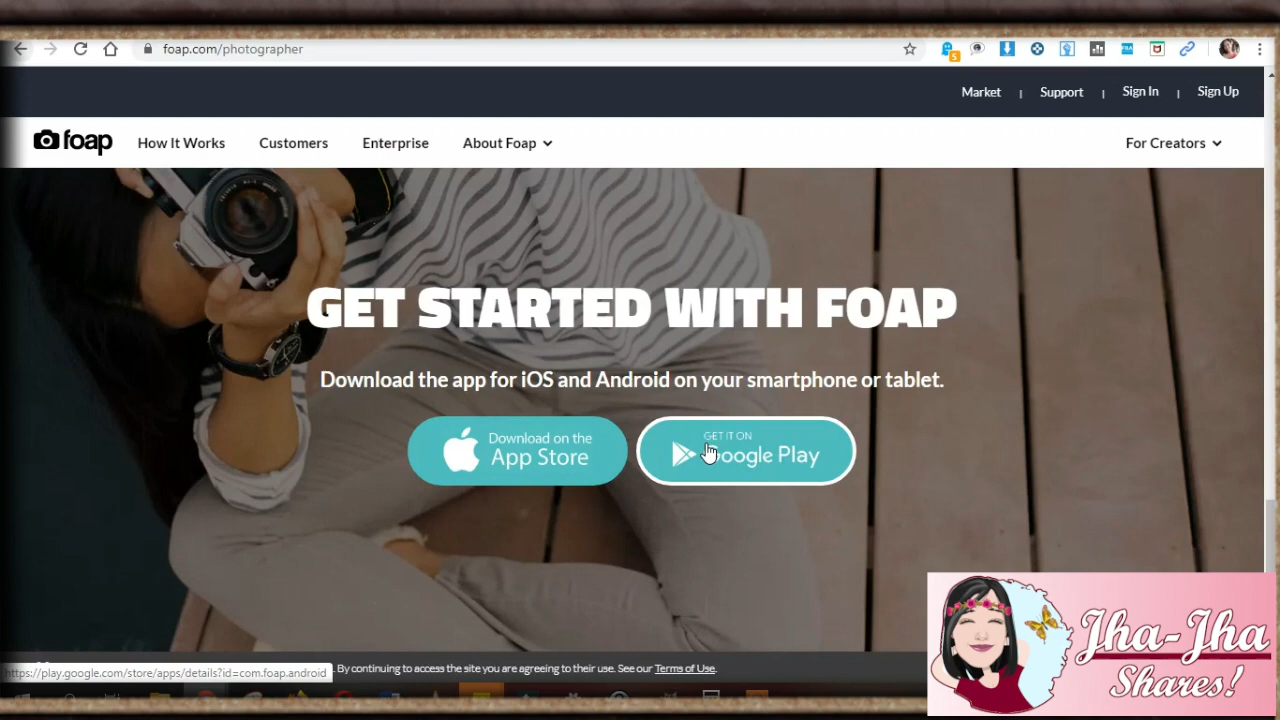 foap.com/photographer
5
Market | Support | Sign In | Sign Up
foap How It Works Customers Enterprise About Foap For Creators
GET STARTED WITH FOAP
Download the app for iOS and Android on your smartphone or tablet.
Download on the
App Store
GET IT ON
Google Play
By continuing to access the site you are agreeing to their use. See our Terms of Use.
https://play.google.com/store/apps/details?id=com.foap.android
Jha-Jha
Shares!